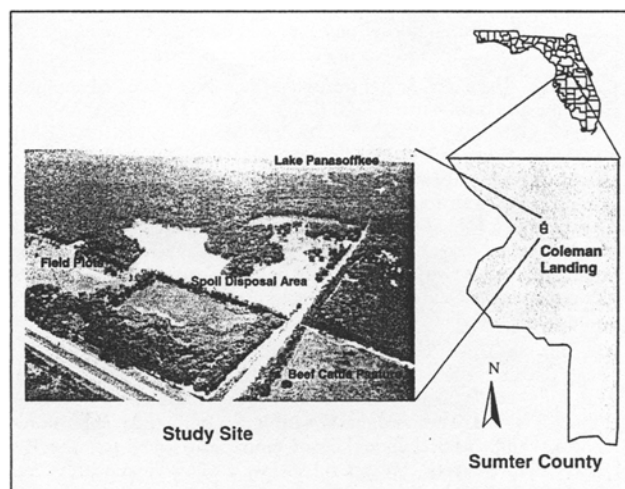 Lake Panasoffkee
Field Plots
Spoil Disposal Area
Beef Cattle Pasture
Study Site
Coleman
Landing
N
Sumter County